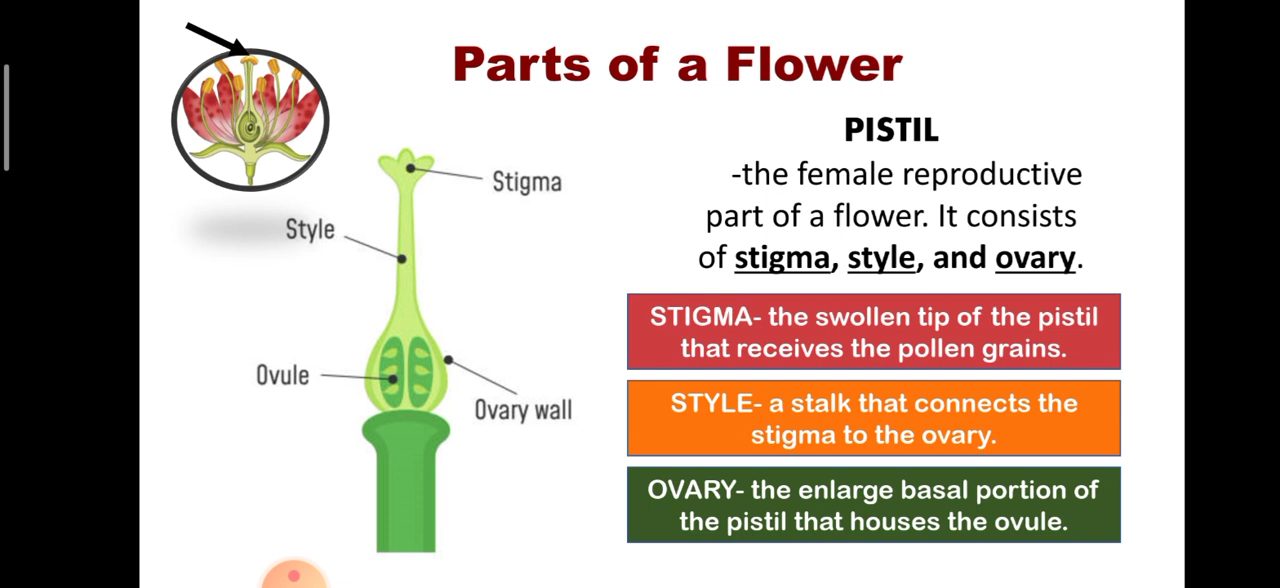 Parts of a Flower
PISTIL
-the female reproductive
part of a flower. It consists
of stigma, style, and ovary.
Stigma
Style
Ovule
Ovary wall
STIGMA- the swollen tip of the pistil
that receives the pollen grains.
STYLE- a stalk that connects the
stigma to the ovary.
OVARY- the enlarge basal portion of
the pistil that houses the ovule.